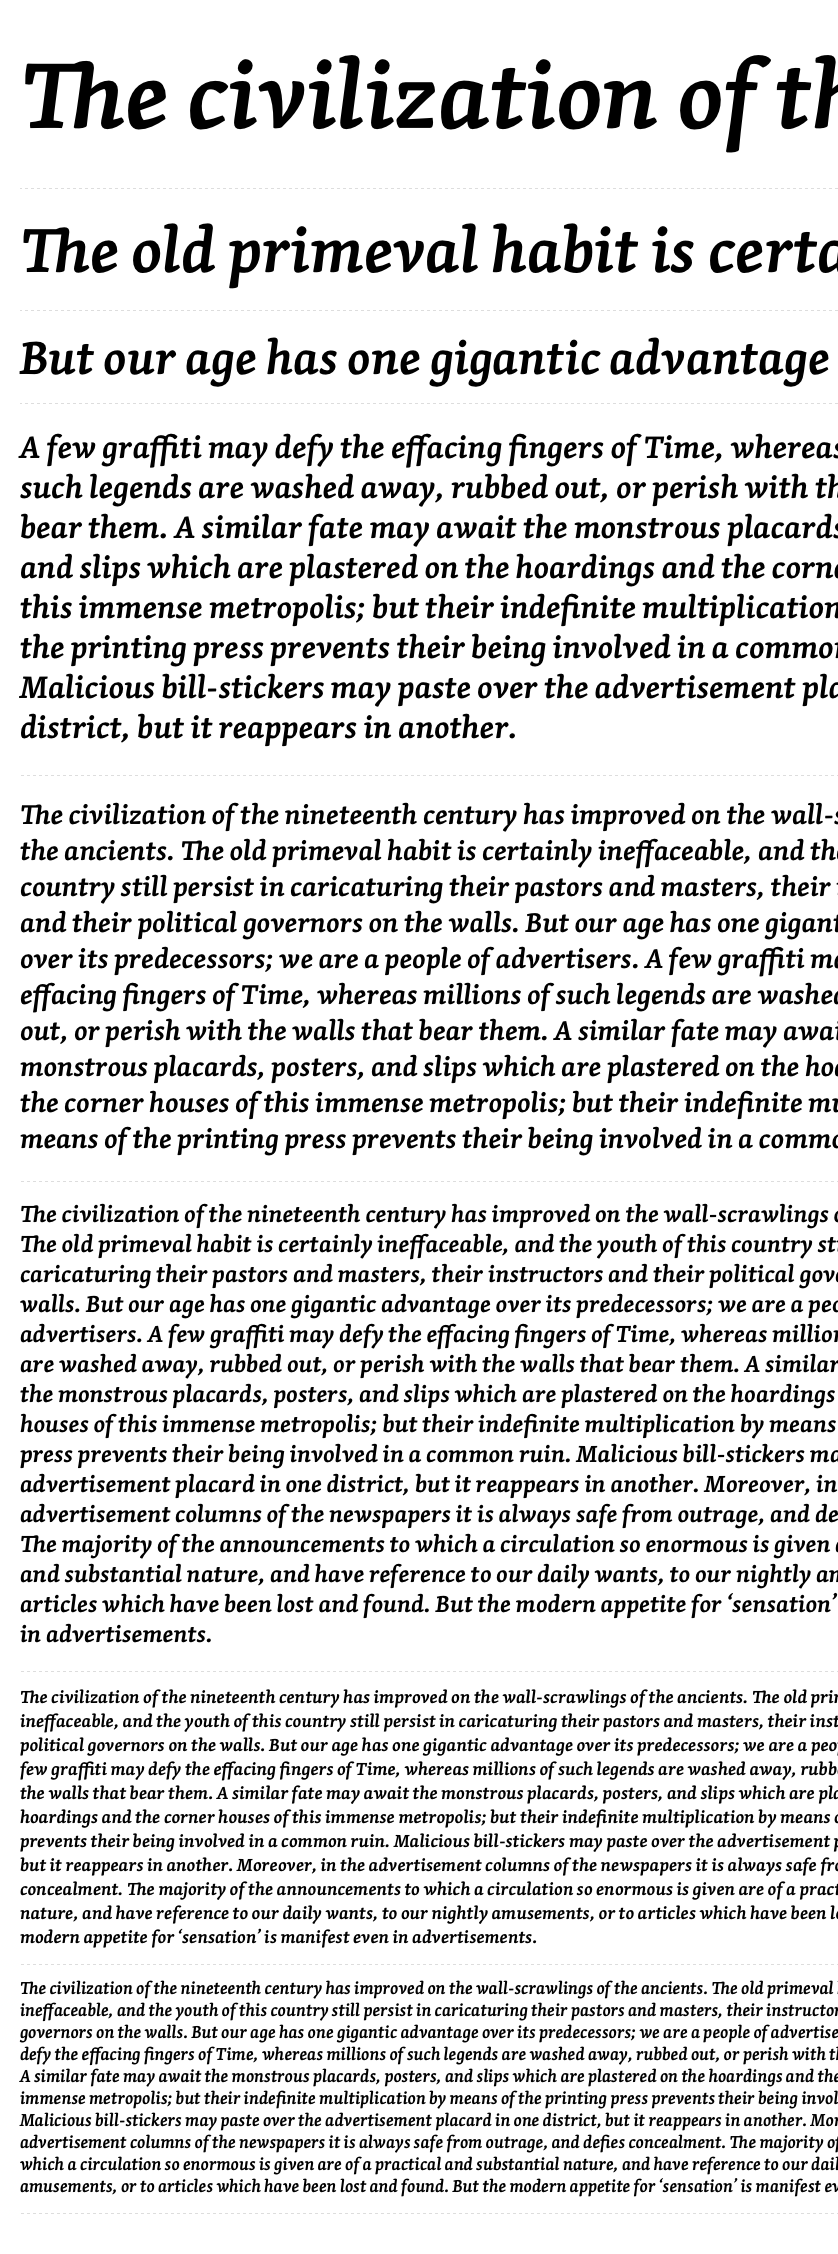 The civilization of th
The old primeval habit is certa
But our age has one gigantic advantage
A few graffiti may defy the effacing fingers of Time, whereas
such legends are washed away, rubbed out, or perish with th
bear them. A similar fate may await the monstrous placards
and slips which are plastered on the hoardings and the corne
this immense metropolis; but their indefinite multiplication
the printing press prevents their being involved in a common
Malicious bill-stickers may paste over the advertisement pla
district, but it reappears in another.
The civilization of the nineteenth century has improved on the wall-s
the ancients. The old primeval habit is certainly ineffaceable, and the
country still persist in caricaturing their pastors and masters, their
and their political governors on the walls. But our age has one gigant
over its predecessors; we are a people of advertisers. A few graffiti ma
effacing fingers of Time, whereas millions of such legends are washed
out, or perish with the walls that bear them. A similar fate may awai
monstrous placards, posters, and slips which are plastered on the hoa
the corner houses of this immense metropolis; but their indefinite mu
means of the printing press prevents their being involved in a commo
The civilization of the nineteenth century has improved on the wall-scrawlings o
The old primeval habit is certainly ineffaceable, and the youth of this country sti
caricaturing their pastors and masters, their instructors and their political gove
walls. But our age has one gigantic advantage over its predecessors; we are a peo
advertisers. A few graffiti may defy the effacing fingers of Time, whereas million
are washed away, rubbed out, or perish with the walls that bear them. A similar
the monstrous placards, posters, and slips which are plastered on the hoardings
houses of this immense metropolis; but their indefinite multiplication by means
press prevents their being involved in a common ruin. Malicious bill-stickers ma
advertisement placard in one district, but it reappears in another. Moreover, in
advertisement columns of the newspapers it is always safe from outrage, and de
The majority of the announcements to which a circulation so enormous is given a
and substantial nature, and have reference to our daily wants, to our nightly am
articles which have been lost and found. But the modern appetite for ‘sensation’
in advertisements.
The civilization of the nineteenth century has improved on the wall-scrawlings of the ancients. The old prim
ineffaceable, and the youth of this country still persist in caricaturing their pastors and masters, their inst
political governors on the walls. But our age has one gigantic advantage over its predecessors; we are a peop
few graffiti may defy the effacing fingers of Time, whereas millions of such legends are washed away, rubbe
the walls that bear them. A similar fate may await the monstrous placards, posters, and slips which are pla
hoardings and the corner houses of this immense metropolis; but their indefinite multiplication by means o
prevents their being involved in a common ruin. Malicious bill-stickers may paste over the advertisement p
but it reappears in another. Moreover, in the advertisement columns of the newspapers it is always safe fro
concealment. The majority of the announcements to which a circulation so enormous is given are of a pract
nature, and have reference to our daily wants, to our nightly amusements, or to articles which have been lo
modern appetite for ‘sensation’ is manifest even in advertisements.
The civilization of the nineteenth century has improved on the wall-scrawlings of the ancients. The old primeval
ineffaceable, and the youth of this country still persist in caricaturing their pastors and masters, their instructor
governors on the walls. But our age has one gigantic advantage over its predecessors; we are a people of advertise
defy the effacing fingers of Time, whereas millions of such legends are washed away, rubbed out, or perish with th
A similar fate may await the monstrous placards, posters, and slips which are plastered on the hoardings and the
immense metropolis; but their indefinite multiplication by means of the printing press prevents their being invol
Malicious bill-stickers may paste over the advertisement placard in one district, but it reappears in another. Mor
advertisement columns of the newspapers it is always safe from outrage, and defies concealment. The majority of
which a circulation so enormous is given are of a practical and substantial nature, and have reference to our dail
amusements, or to articles which have been lost and found. But the modern appetite for ‘sensation’ is manifest ev